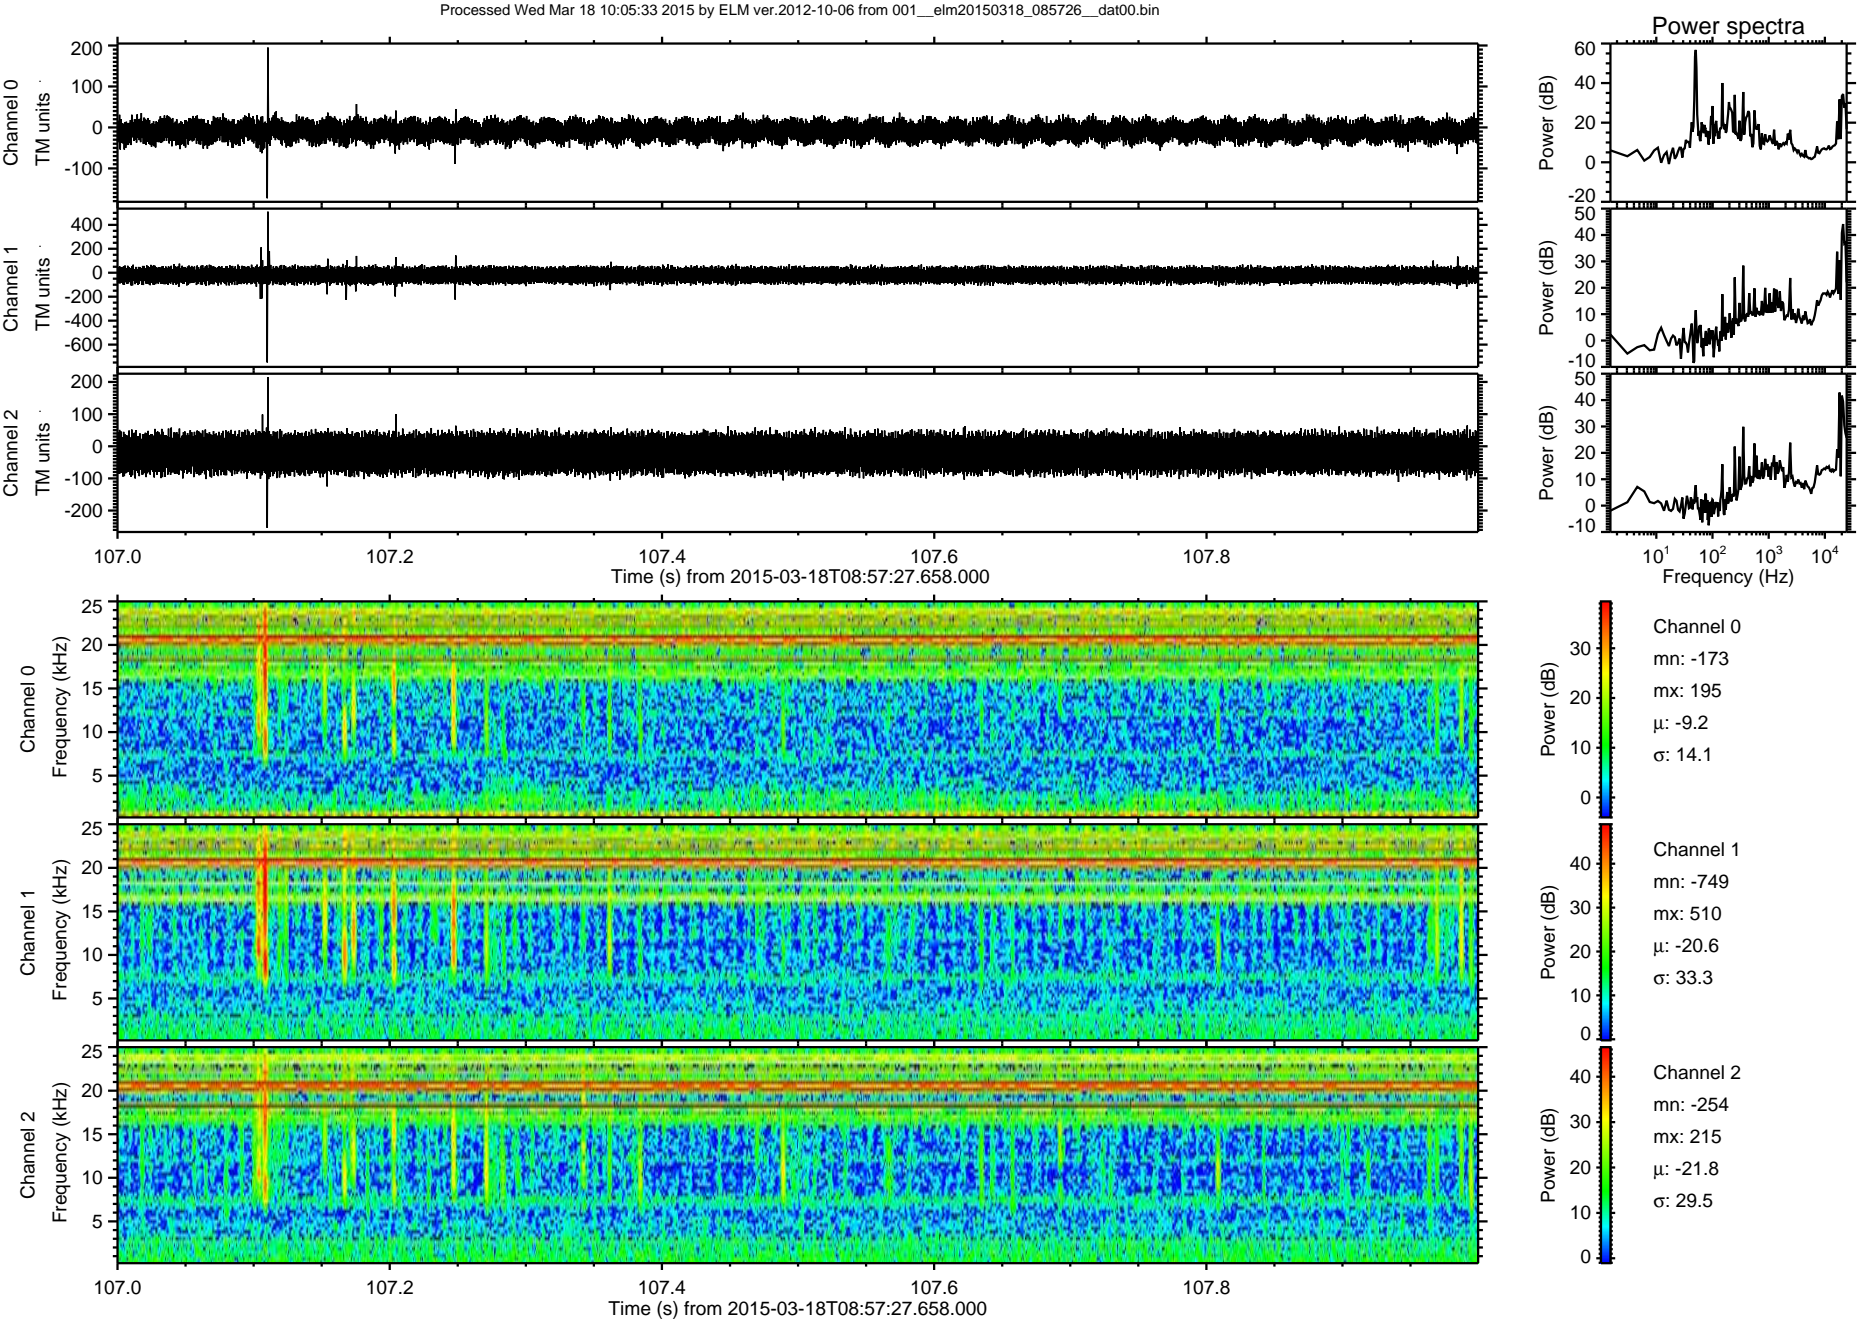 Processed Wed Mar 18 10:05:33 2015 by ELM ver.2012-10-06 from 001__elm20150318_085726__dat00.bin
Power spectra
Channel 0
TM units
200
100
0
-100
Power (dB)
60
40
20
0
-20
Channel 1
TM units
400
200
0
-200
-400
-600
Power (dB)
50
40
30
20
10
0
-10
Channel 2
TM units
200
100
0
-100
-200
Power (dB)
50
40
30
20
10
0
-10
107.0 107.2 107.4 107.6 107.8
Time (s) from 2015-03-18T08:57:27.658.000
10¹ 10² 10³ 10⁴
Frequency (Hz)
Channel 0
Frequency (kHz)
25
20
15
10
5
Power (dB)
30
20
10
0
Channel 0
mn: -173
mx: 195
µ: -9.2
σ: 14.1
Channel 1
Frequency (kHz)
25
20
15
10
5
Power (dB)
40
30
20
10
0
Channel 1
mn: -749
mx: 510
µ: -20.6
σ: 33.3
Channel 2
Frequency (kHz)
25
20
15
10
5
Power (dB)
40
30
20
10
0
Channel 2
mn: -254
mx: 215
µ: -21.8
σ: 29.5
107.0 107.2 107.4 107.6 107.8
Time (s) from 2015-03-18T08:57:27.658.000